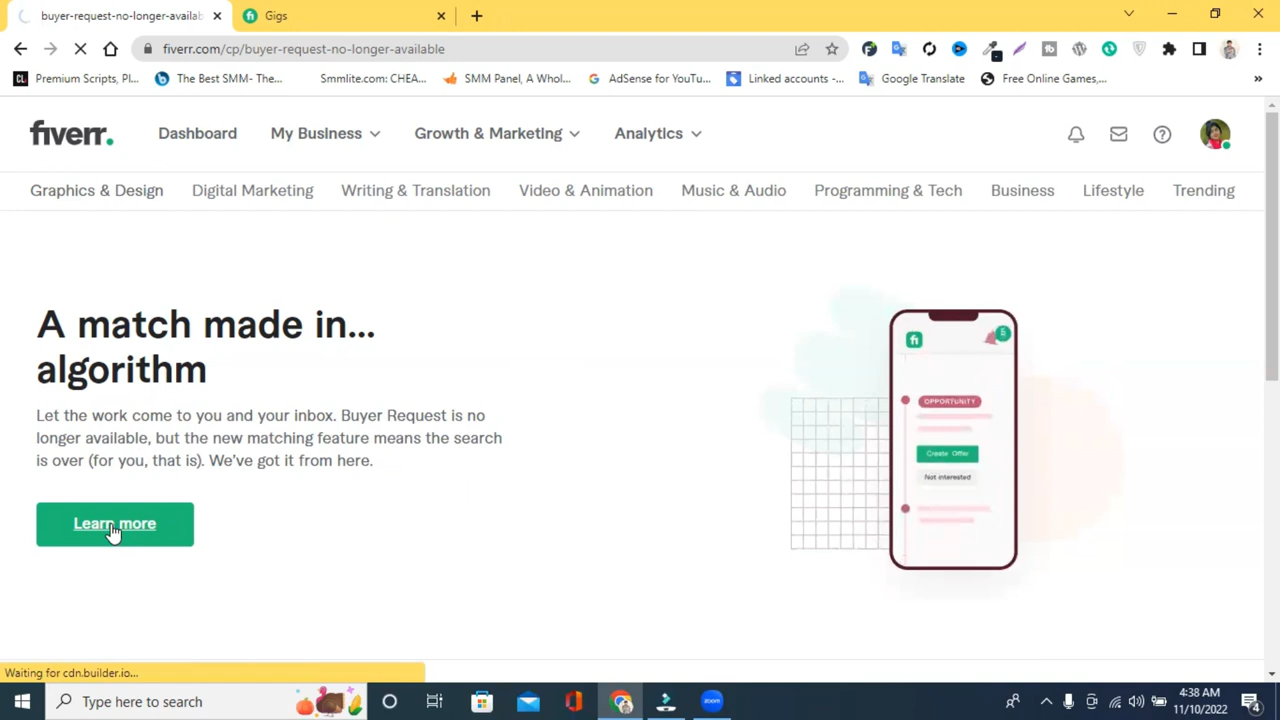 buyer-request-no-longer-availab
Gigs
fiverr.com/cp/buyer-request-no-longer-available
Premium Scripts, Pl...
The Best SMM- The...
Smmlite.com: CHEA...
SMM Panel, A Whol...
AdSense for YouTu...
Linked accounts -...
Google Translate
Free Online Games,...
fiverr.
Dashboard
My Business
Growth & Marketing
Analytics
Graphics & Design
Digital Marketing
Writing & Translation
Video & Animation
Music & Audio
Programming & Tech
Business
Lifestyle
Trending
A match made in...
algorithm
Let the work come to you and your inbox. Buyer Request is no
longer available, but the new matching feature means the search
is over (for you, that is). We've got it from here.
Learn more
fi
OPPORTUNITY
Create Offer
Not interested
Waiting for cdn.builder.io...
Type here to search
zoom
4:38 AM
11/10/2022
4